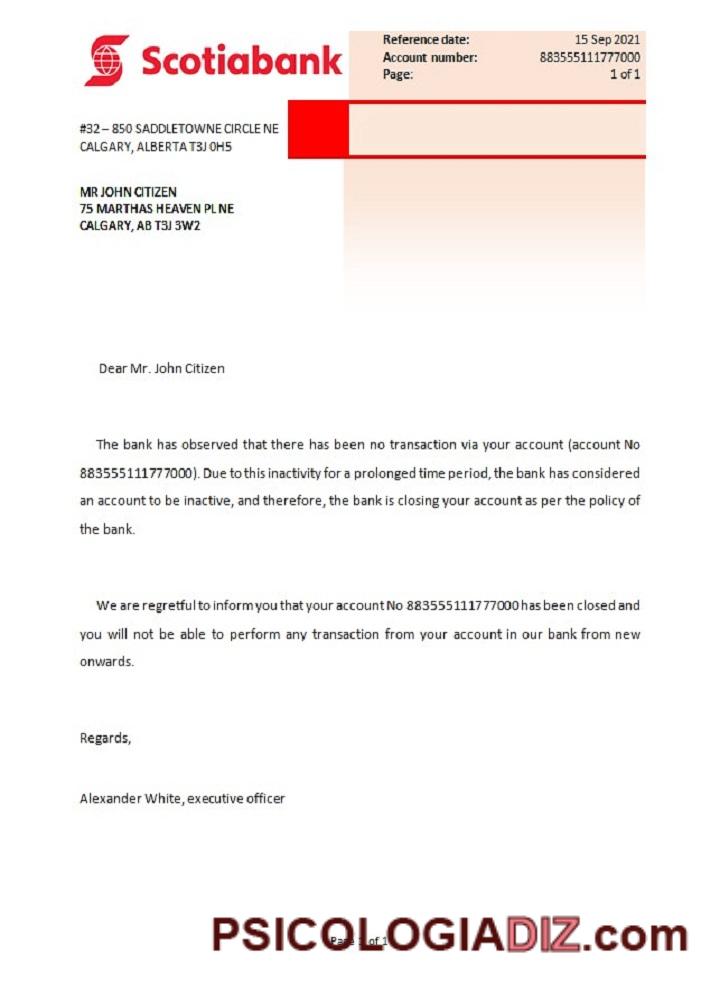 Scotiabank
Reference date: 15 Sep 2021
Account number: 883555111777000
Page: 1 of 1
#32 – 850 SADDLETOWNE CIRCLE NE
CALGARY, ALBERTA T3J 0H5
MR JOHN CITIZEN
75 MARTHAS HEAVEN PL NE
CALGARY, AB T3J 3W2
Dear Mr. John Citizen
The bank has observed that there has been no transaction via your account (account No
883555111777000). Due to this inactivity for a prolonged time period, the bank has considered
an account to be inactive, and therefore, the bank is closing your account as per the policy of
the bank.
We are regretful to inform you that your account No 883555111777000 has been closed and
you will not be able to perform any transaction from your account in our bank from new
onwards.
Regards,
Alexander White, executive officer
PSICOLOGIADIZ.com
Page 1 of 1